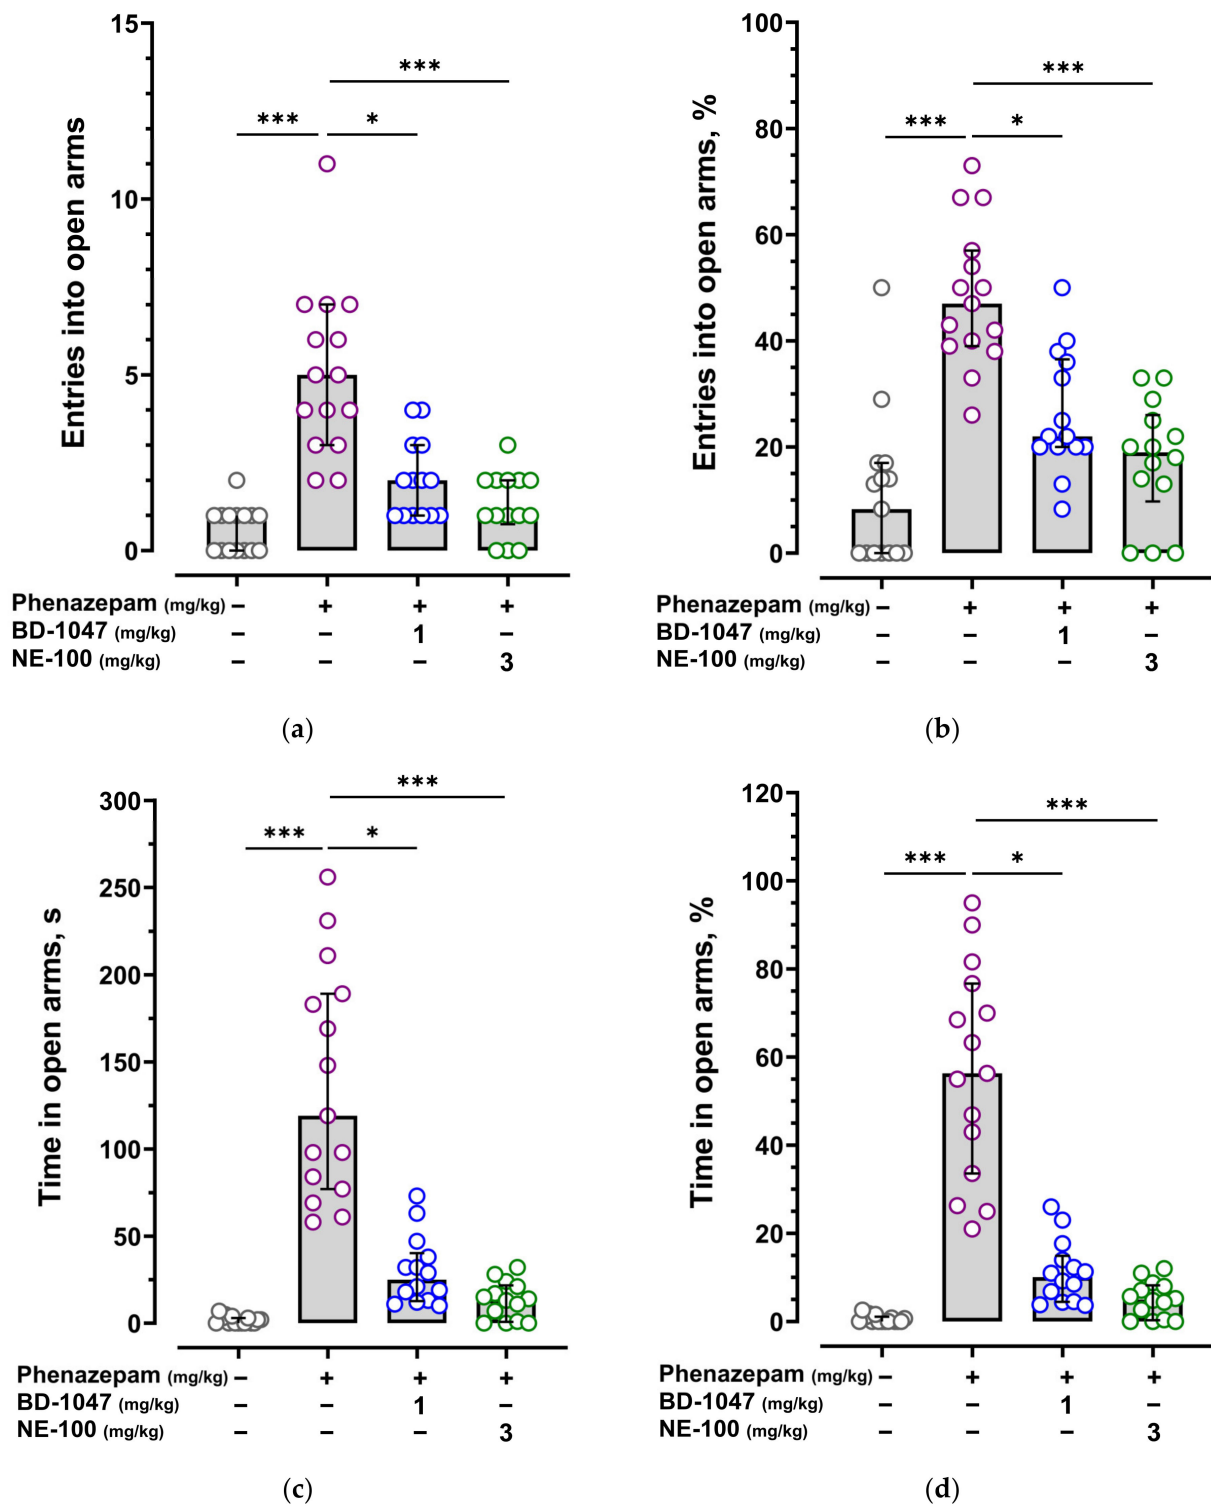 Entries into open arms
15
10
5
0
***
***
*
Phenazepam (mg/kg) – + + +
BD-1047 (mg/kg) – – 1 –
NE-100 (mg/kg) – – – 3
(a)
Entries into open arms, %
100
80
60
40
20
0
***
***
*
Phenazepam (mg/kg) – + + +
BD-1047 (mg/kg) – – 1 –
NE-100 (mg/kg) – – – 3
(b)
Time in open arms, s
300
250
200
150
100
50
0
***
***
*
Phenazepam (mg/kg) – + + +
BD-1047 (mg/kg) – – 1 –
NE-100 (mg/kg) – – – 3
(c)
Time in open arms, %
120
100
80
60
40
20
0
***
***
*
Phenazepam (mg/kg) – + + +
BD-1047 (mg/kg) – – 1 –
NE-100 (mg/kg) – – – 3
(d)